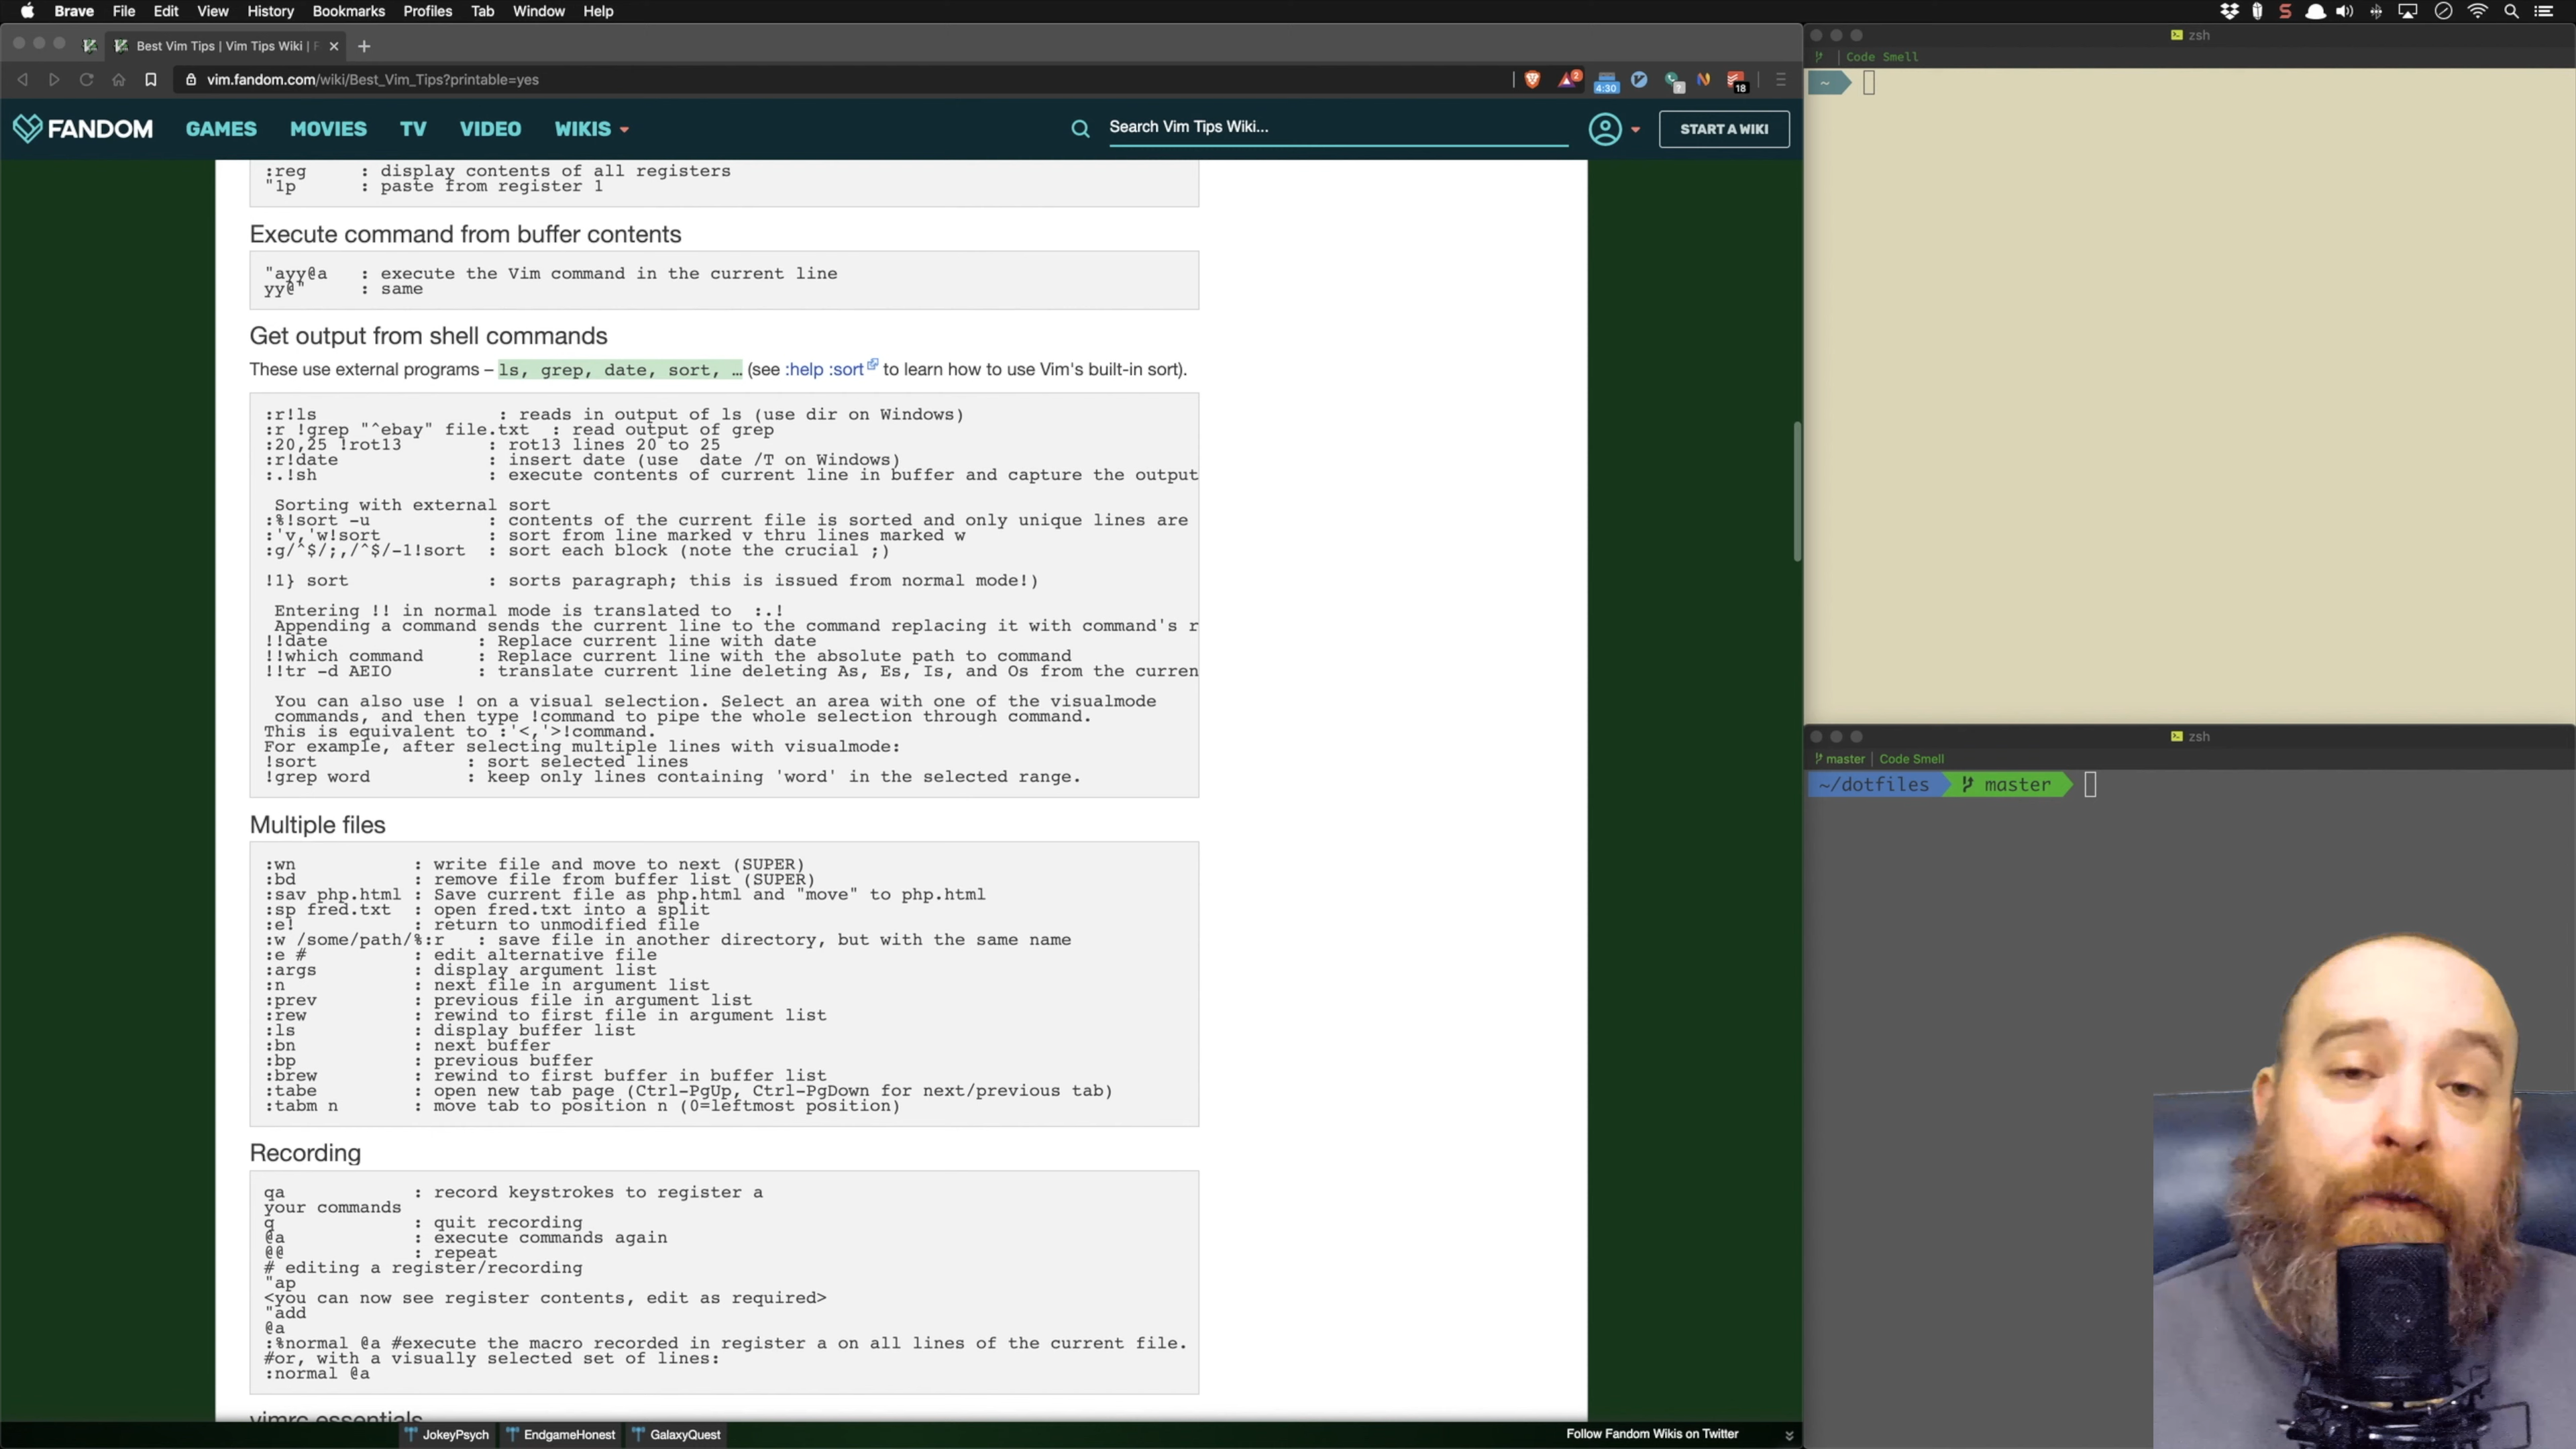 Brave File Edit View History Bookmarks Profiles Tab Window Help
Best Vim Tips | Vim Tips Wiki | F
vim.fandom.com/wiki/Best_Vim_Tips?printable=yes
2
4:30
18
FANDOM GAMES MOVIES TV VIDEO WIKIS
Search Vim Tips Wiki...
START A WIKI
:reg : display contents of all registers
"1p : paste from register 1
Execute command from buffer contents
"ayy@a : execute the Vim command in the current line
yy@" : same
Get output from shell commands
These use external programs – ls, grep, date, sort, … (see :help :sort to learn how to use Vim's built-in sort).
:r!ls : reads in output of ls (use dir on Windows)
:r !grep "^ebay" file.txt : read output of grep
:20,25 !rot13 : rot13 lines 20 to 25
:r!date : insert date (use date /T on Windows)
:.!sh : execute contents of current line in buffer and capture the output
Sorting with external sort
:%!sort -u : contents of the current file is sorted and only unique lines are
:'v,'w!sort : sort from line marked v thru lines marked w
:g/^$/;,/^$/-1!sort : sort each block (note the crucial ;)
!1} sort : sorts paragraph; this is issued from normal mode!)
Entering !! in normal mode is translated to :.!
Appending a command sends the current line to the command replacing it with command's r
!!date : Replace current line with date
!!which command : Replace current line with the absolute path to command
!!tr -d AEIO : translate current line deleting As, Es, Is, and Os from the curren
You can also use ! on a visual selection. Select an area with one of the visualmode
commands, and then type !command to pipe the whole selection through command.
This is equivalent to :'<,'>!command.
For example, after selecting multiple lines with visualmode:
!sort : sort selected lines
!grep word : keep only lines containing 'word' in the selected range.
Multiple files
:wn : write file and move to next (SUPER)
:bd : remove file from buffer list (SUPER)
:sav php.html : Save current file as php.html and "move" to php.html
:sp fred.txt : open fred.txt into a split
:e! : return to unmodified file
:w /some/path/%:r : save file in another directory, but with the same name
:e # : edit alternative file
:args : display argument list
:n : next file in argument list
:prev : previous file in argument list
:rew : rewind to first file in argument list
:ls : display buffer list
:bn : next buffer
:bp : previous buffer
:brew : rewind to first buffer in buffer list
:tabe : open new tab page (Ctrl-PgUp, Ctrl-PgDown for next/previous tab)
:tabm n : move tab to position n (0=leftmost position)
Recording
qa : record keystrokes to register a
your commands
q : quit recording
@a : execute commands again
@@ : repeat
# editing a register/recording
"ap
<you can now see register contents, edit as required>
"add
@a
:%normal @a #execute the macro recorded in register a on all lines of the current file.
#or, with a visually selected set of lines:
:normal @a
vimrc essentials
JokeyPsych EndgameHonest GalaxyQuest
Follow Fandom Wikis on Twitter
zsh
Code Smell
~
zsh
master | Code Smell
~/dotfiles master